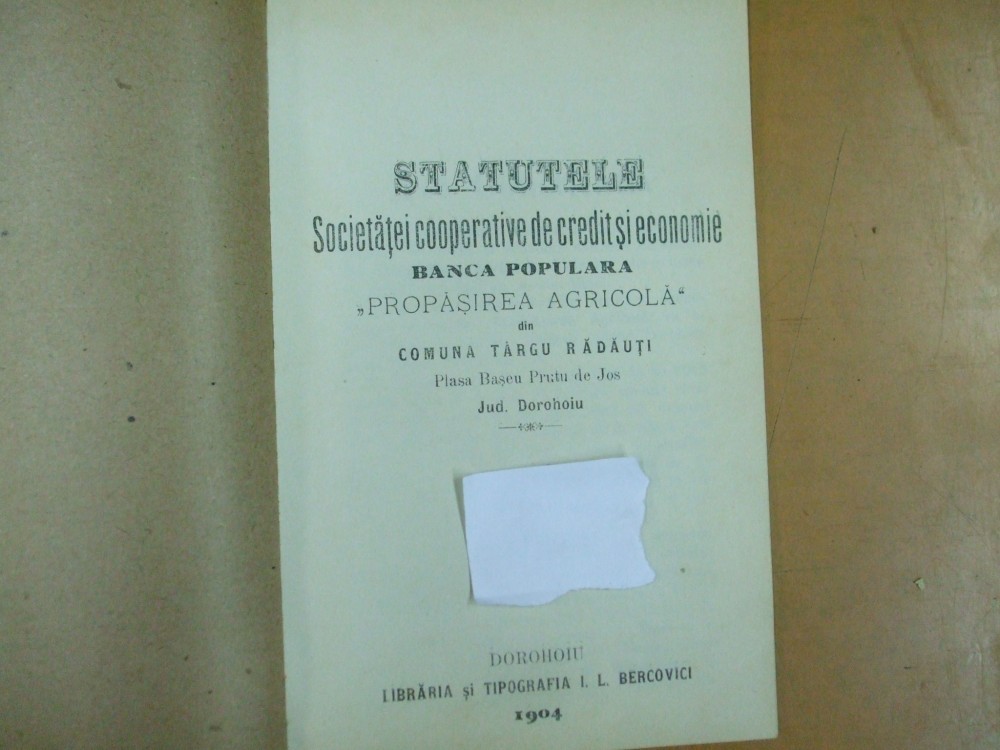 STATUTELE
Societăței cooperative de credit și economie
BANCA POPULARA
„PROPĂȘIREA AGRICOLĂ“
din
COMUNA TÂRGU RĂDĂUȚI
Plasa Bașeu Prutu de Jos
Jud. Dorohoiu
DOROHOIU
LIBRĂRIA și TIPOGRAFIA I. L. BERCOVICI
1904